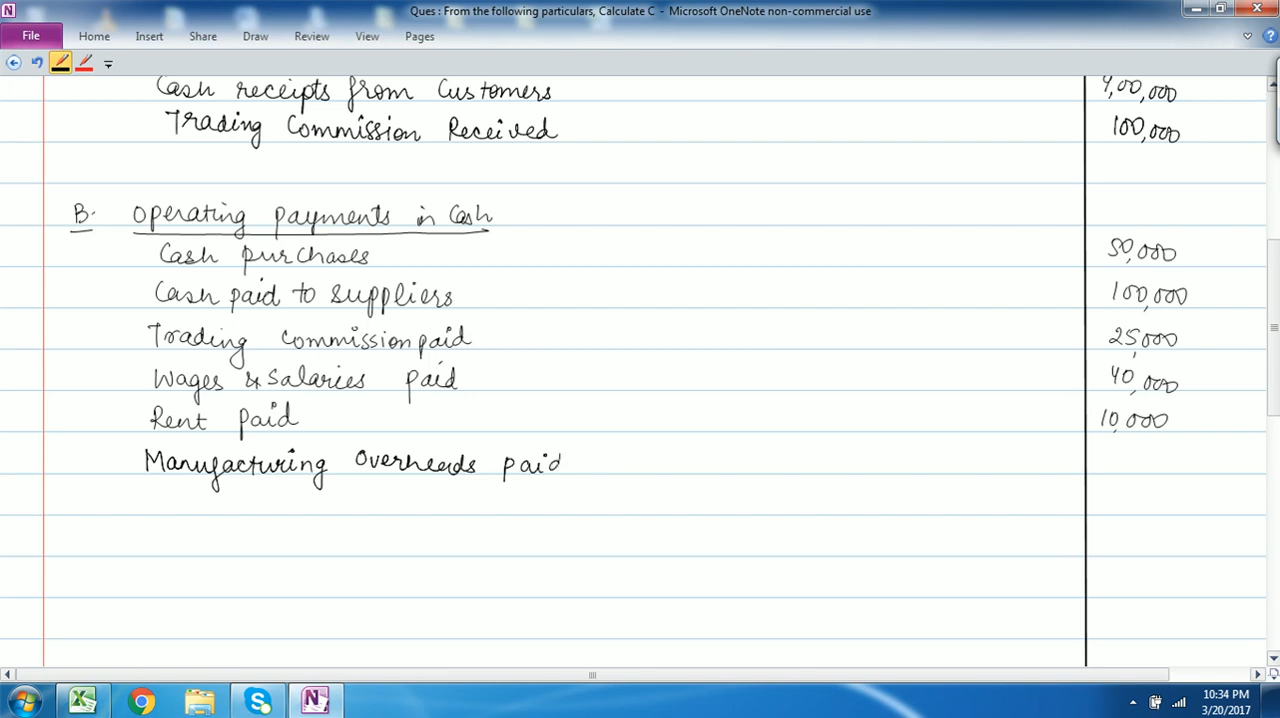 Ques : From the following particulars, Calculate C - Microsoft OneNote non-commercial use
File Home Insert Share Draw Review View Pages
Cash receipts from Customers 4,00,000
Trading Commission Received 100,000
B. Operating payments in Cash
Cash purchases 50,000
Cash paid to suppliers 100,000
Trading Commission paid 25,000
Wages & Salaries paid 40,000
Rent paid 10,000
Manufacturing Overheads paid
10:34 PM
3/20/2017